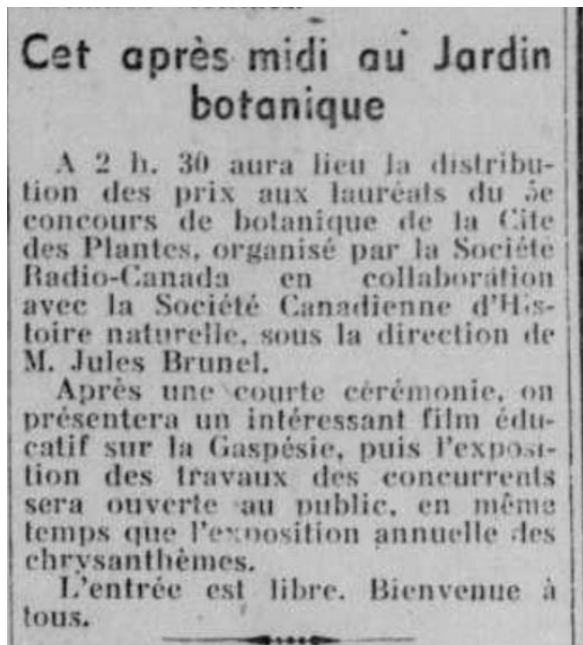 Cet après midi au Jardin
botanique
A 2 h. 30 aura lieu la distribu-
tion des prix aux lauréats du 5e
concours de botanique de la Cite
des Plantes, organisé par la Société
Radio-Canada en collaboration
avec la Société Canadienne d'His-
toire naturelle, sous la direction de
M. Jules Brunel.
Après une courte cérémonie, on
présentera un intéressant film édu-
catif sur la Gaspésie, puis l'exposi-
tion des travaux des concurrents
sera ouverte au public, en même
temps que l'exposition annuelle des
chrysanthèmes.
L'entrée est libre. Bienvenue à
tous.